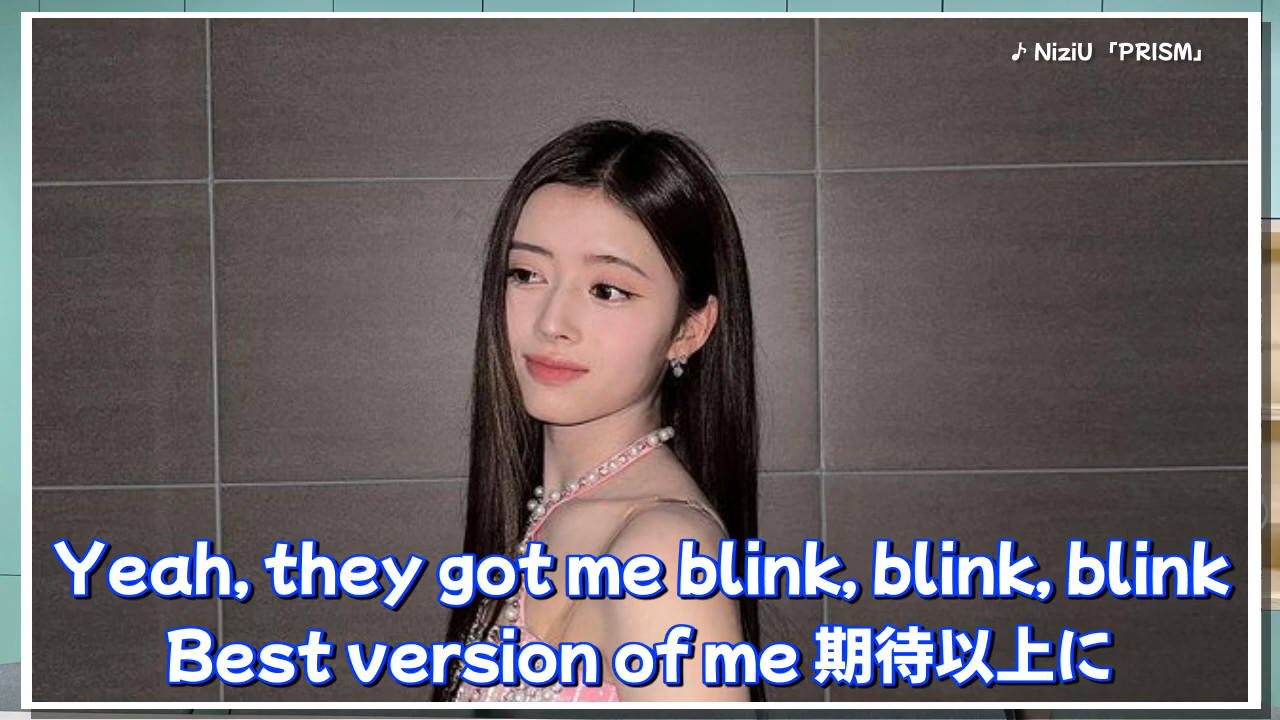 ♪ NiziU 「PRISM」
Yeah, they got me blink, blink, blink
Best version of me 期待以上に